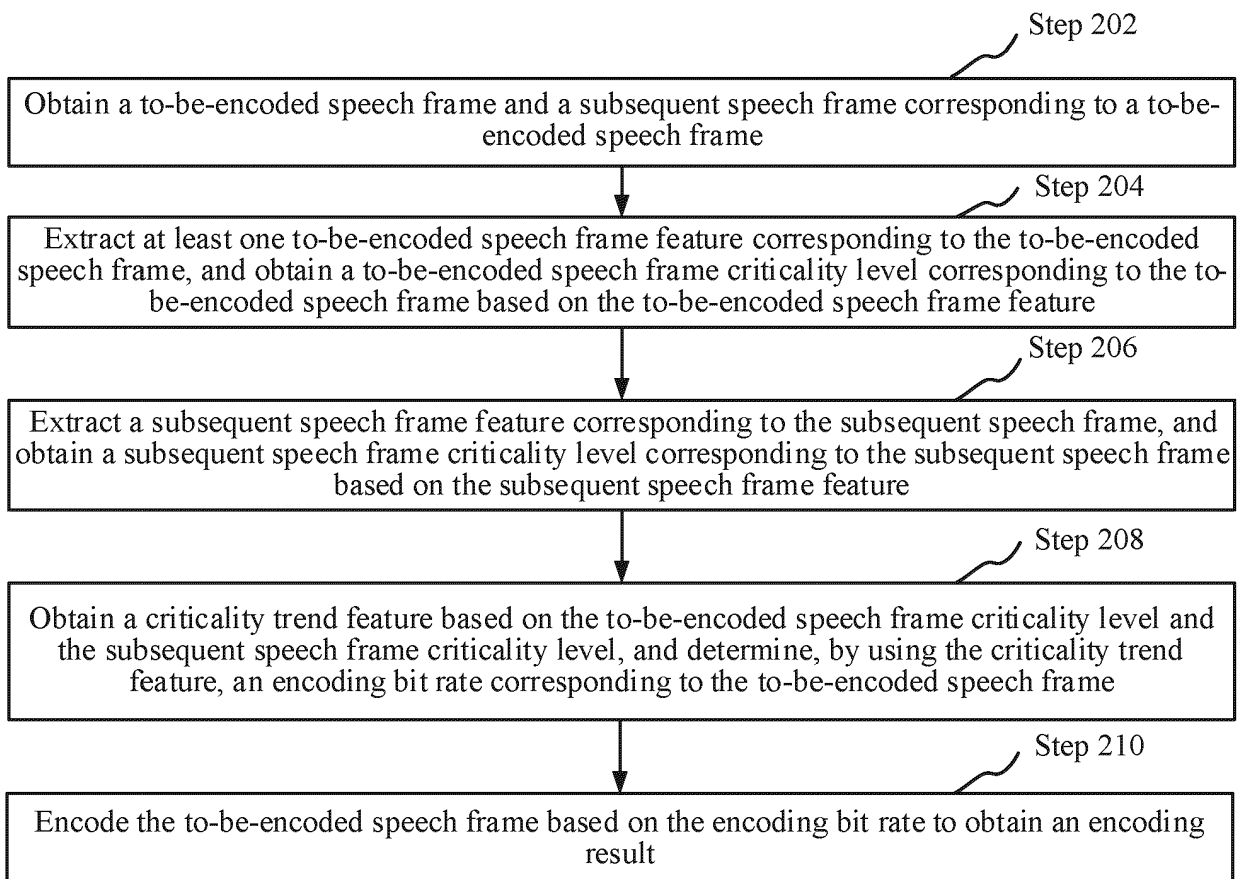 Step 202
Obtain a to-be-encoded speech frame and a subsequent speech frame corresponding to a to-be-
encoded speech frame
Step 204
Extract at least one to-be-encoded speech frame feature corresponding to the to-be-encoded
speech frame, and obtain a to-be-encoded speech frame criticality level corresponding to the to-
be-encoded speech frame based on the to-be-encoded speech frame feature
Step 206
Extract a subsequent speech frame feature corresponding to the subsequent speech frame, and
obtain a subsequent speech frame criticality level corresponding to the subsequent speech frame
based on the subsequent speech frame feature
Step 208
Obtain a criticality trend feature based on the to-be-encoded speech frame criticality level and
the subsequent speech frame criticality level, and determine, by using the criticality trend
feature, an encoding bit rate corresponding to the to-be-encoded speech frame
Step 210
Encode the to-be-encoded speech frame based on the encoding bit rate to obtain an encoding
result